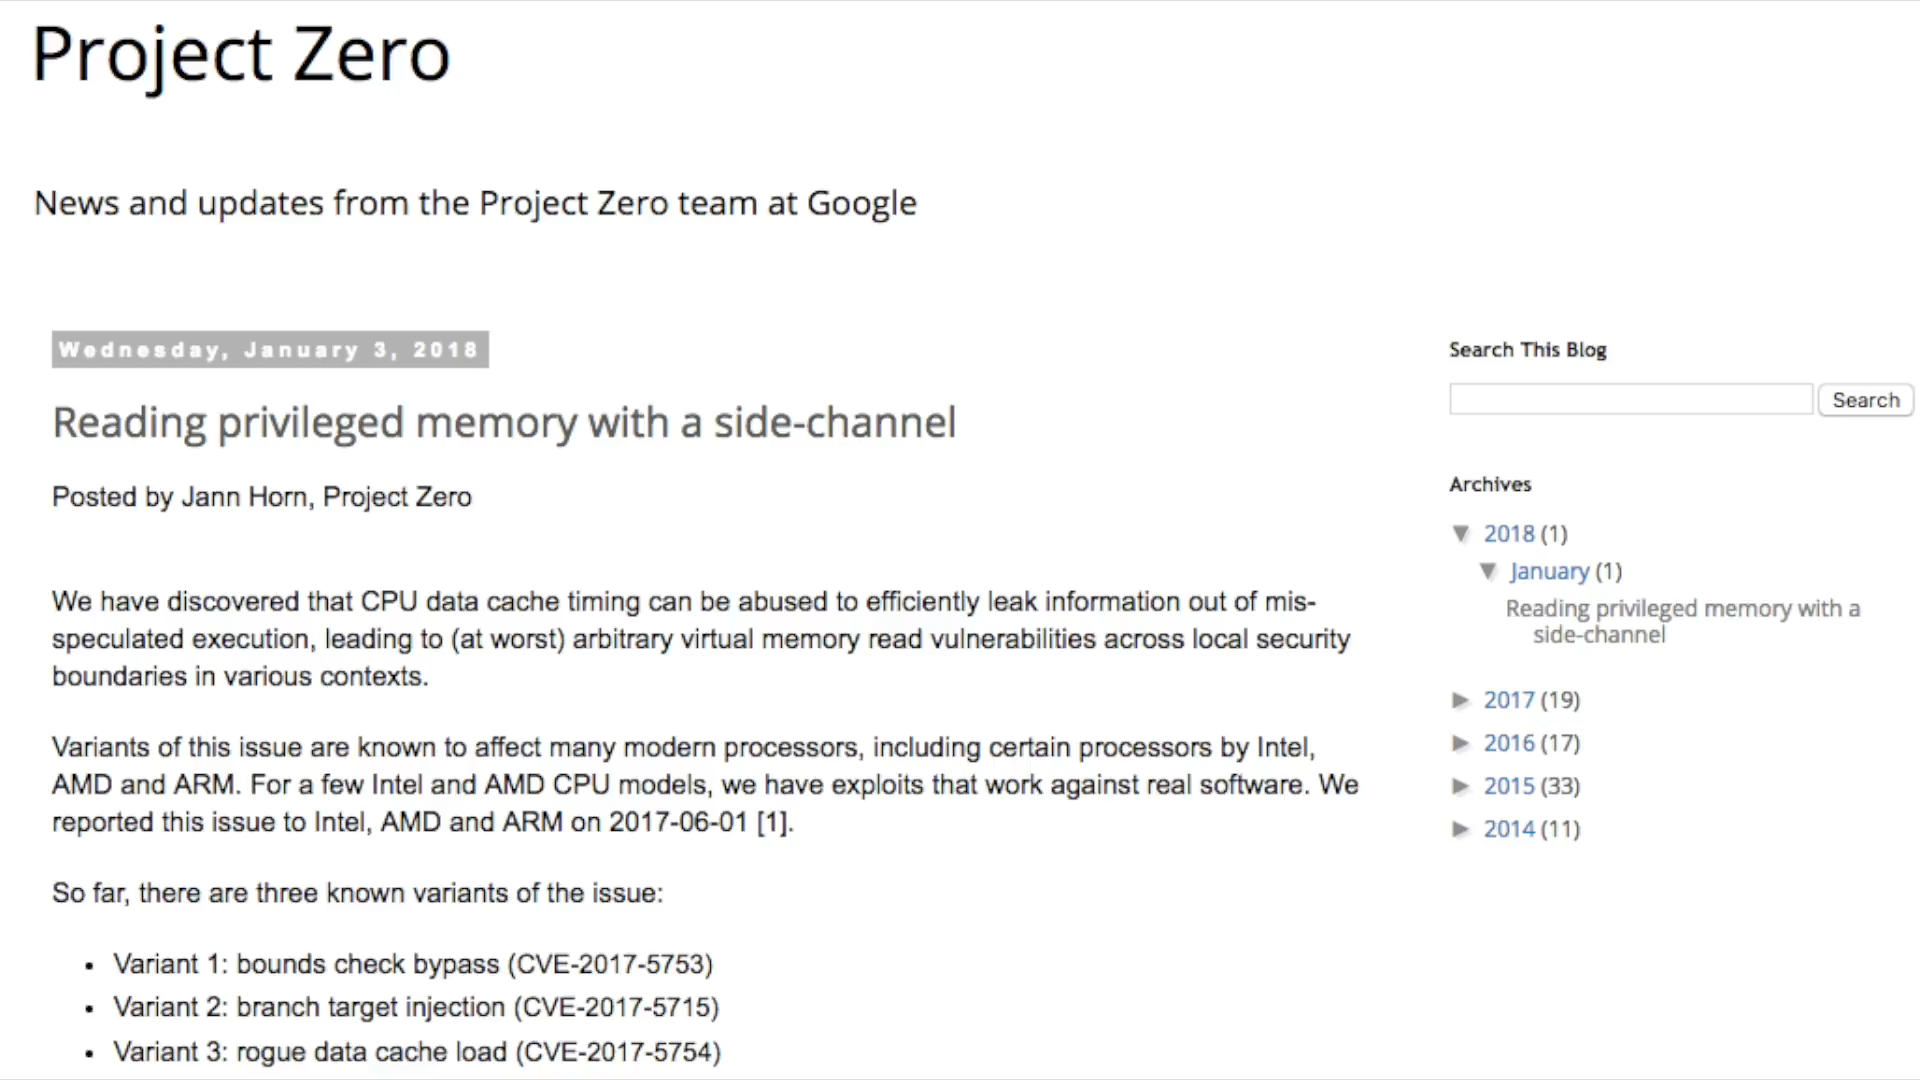 Project Zero
News and updates from the Project Zero team at Google
Wednesday, January 3, 2018
Reading privileged memory with a side-channel
Posted by Jann Horn, Project Zero
We have discovered that CPU data cache timing can be abused to efficiently leak information out of mis-
speculated execution, leading to (at worst) arbitrary virtual memory read vulnerabilities across local security
boundaries in various contexts.
Variants of this issue are known to affect many modern processors, including certain processors by Intel,
AMD and ARM. For a few Intel and AMD CPU models, we have exploits that work against real software. We
reported this issue to Intel, AMD and ARM on 2017-06-01 [1].
So far, there are three known variants of the issue:
• Variant 1: bounds check bypass (CVE-2017-5753)
• Variant 2: branch target injection (CVE-2017-5715)
• Variant 3: rogue data cache load (CVE-2017-5754)
Search This Blog
Search
Archives
▼ 2018 (1)
▼ January (1)
Reading privileged memory with a
side-channel
► 2017 (19)
► 2016 (17)
► 2015 (33)
► 2014 (11)